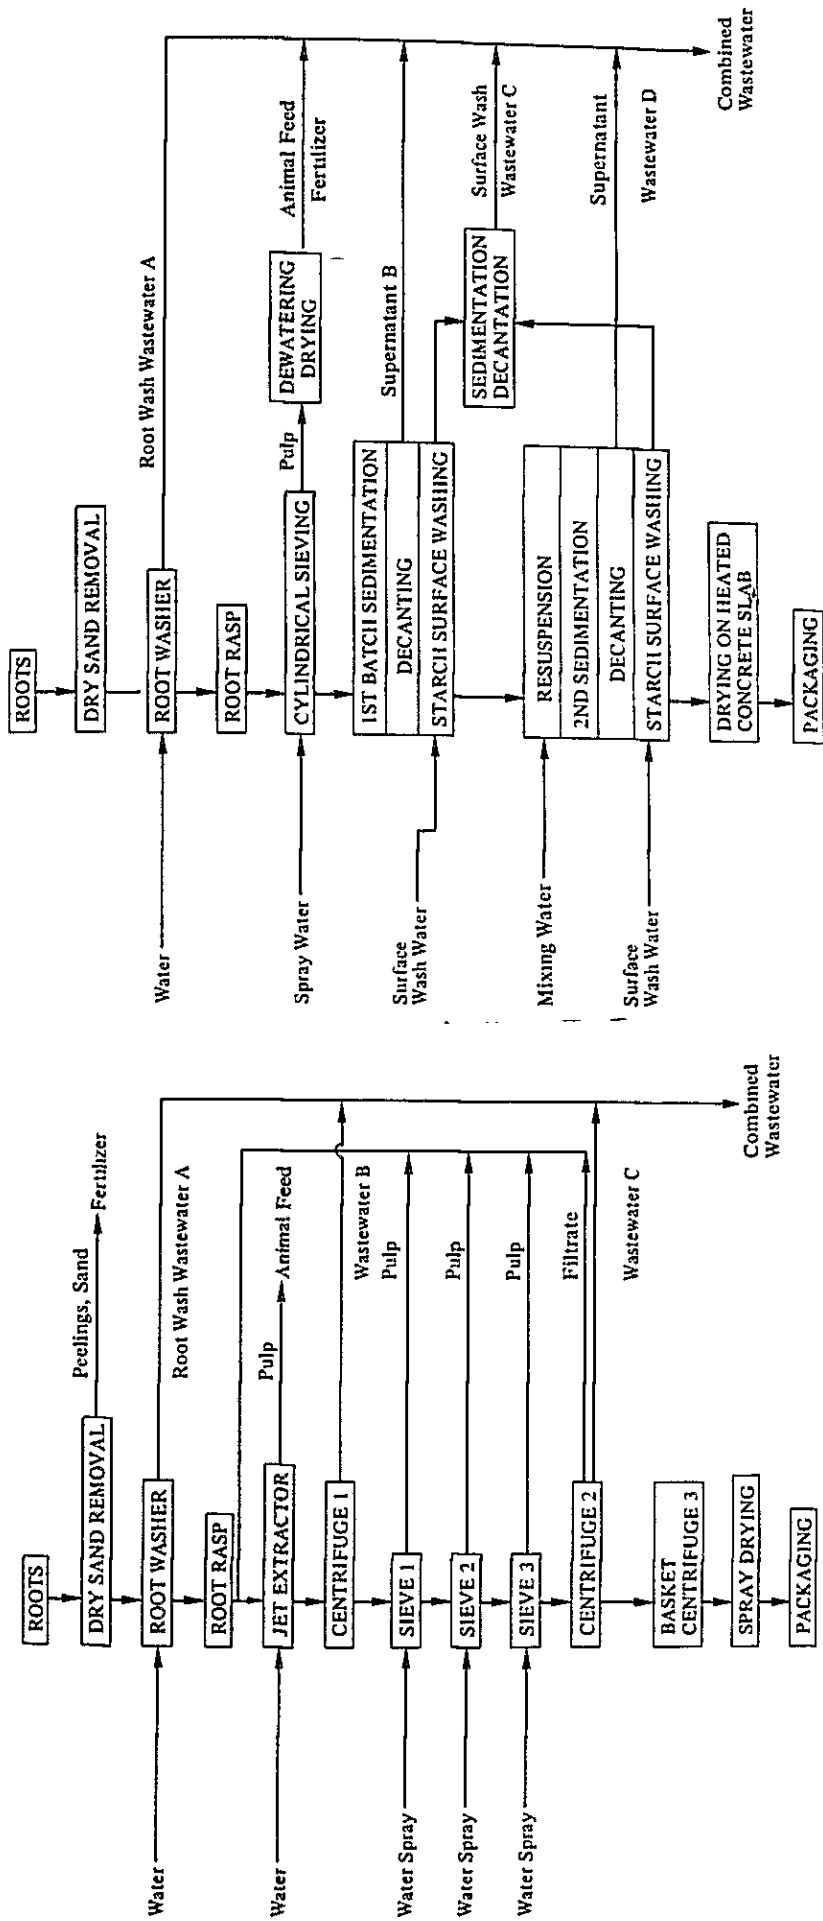 ROOTS
DRY SAND REMOVAL
Peelings, Sand
Fertilizer
Water
ROOT WASHER
Root Wash Wastewater A
ROOT RASP
Water
JET EXTRACTOR
Pulp
Animal Feed
CENTRIFUGE 1
Wastewater B
Water Spray
SIEVE 1
Pulp
Water Spray
SIEVE 2
Pulp
Water Spray
SIEVE 3
Pulp
CENTRIFUGE 2
Filtrate
Wastewater C
BASKET
CENTRIFUGE 3
SPRAY DRYING
PACKAGING
Combined
Wastewater
ROOTS
DRY SAND REMOVAL
Water
ROOT WASHER
Root Wash Wastewater A
ROOT RASP
Spray Water
CYLINDRICAL SIEVING
Pulp
DEWATERING
DRYING
Animal Feed
Fertilizer
1ST BATCH SEDIMENTATION
DECANTING
Supernatant B
Surface
Wash Water
STARCH SURFACE WASHING
SEDIMENTATION
DECANTATION
Surface Wash
Wastewater C
Mixing Water
RESUSPENSION
2ND SEDIMENTATION
DECANTING
Supernatant
Wastewater D
Surface
Wash Water
STARCH SURFACE WASHING
DRYING ON HEATED
CONCRETE SLAB
PACKAGING
Combined
Wastewater